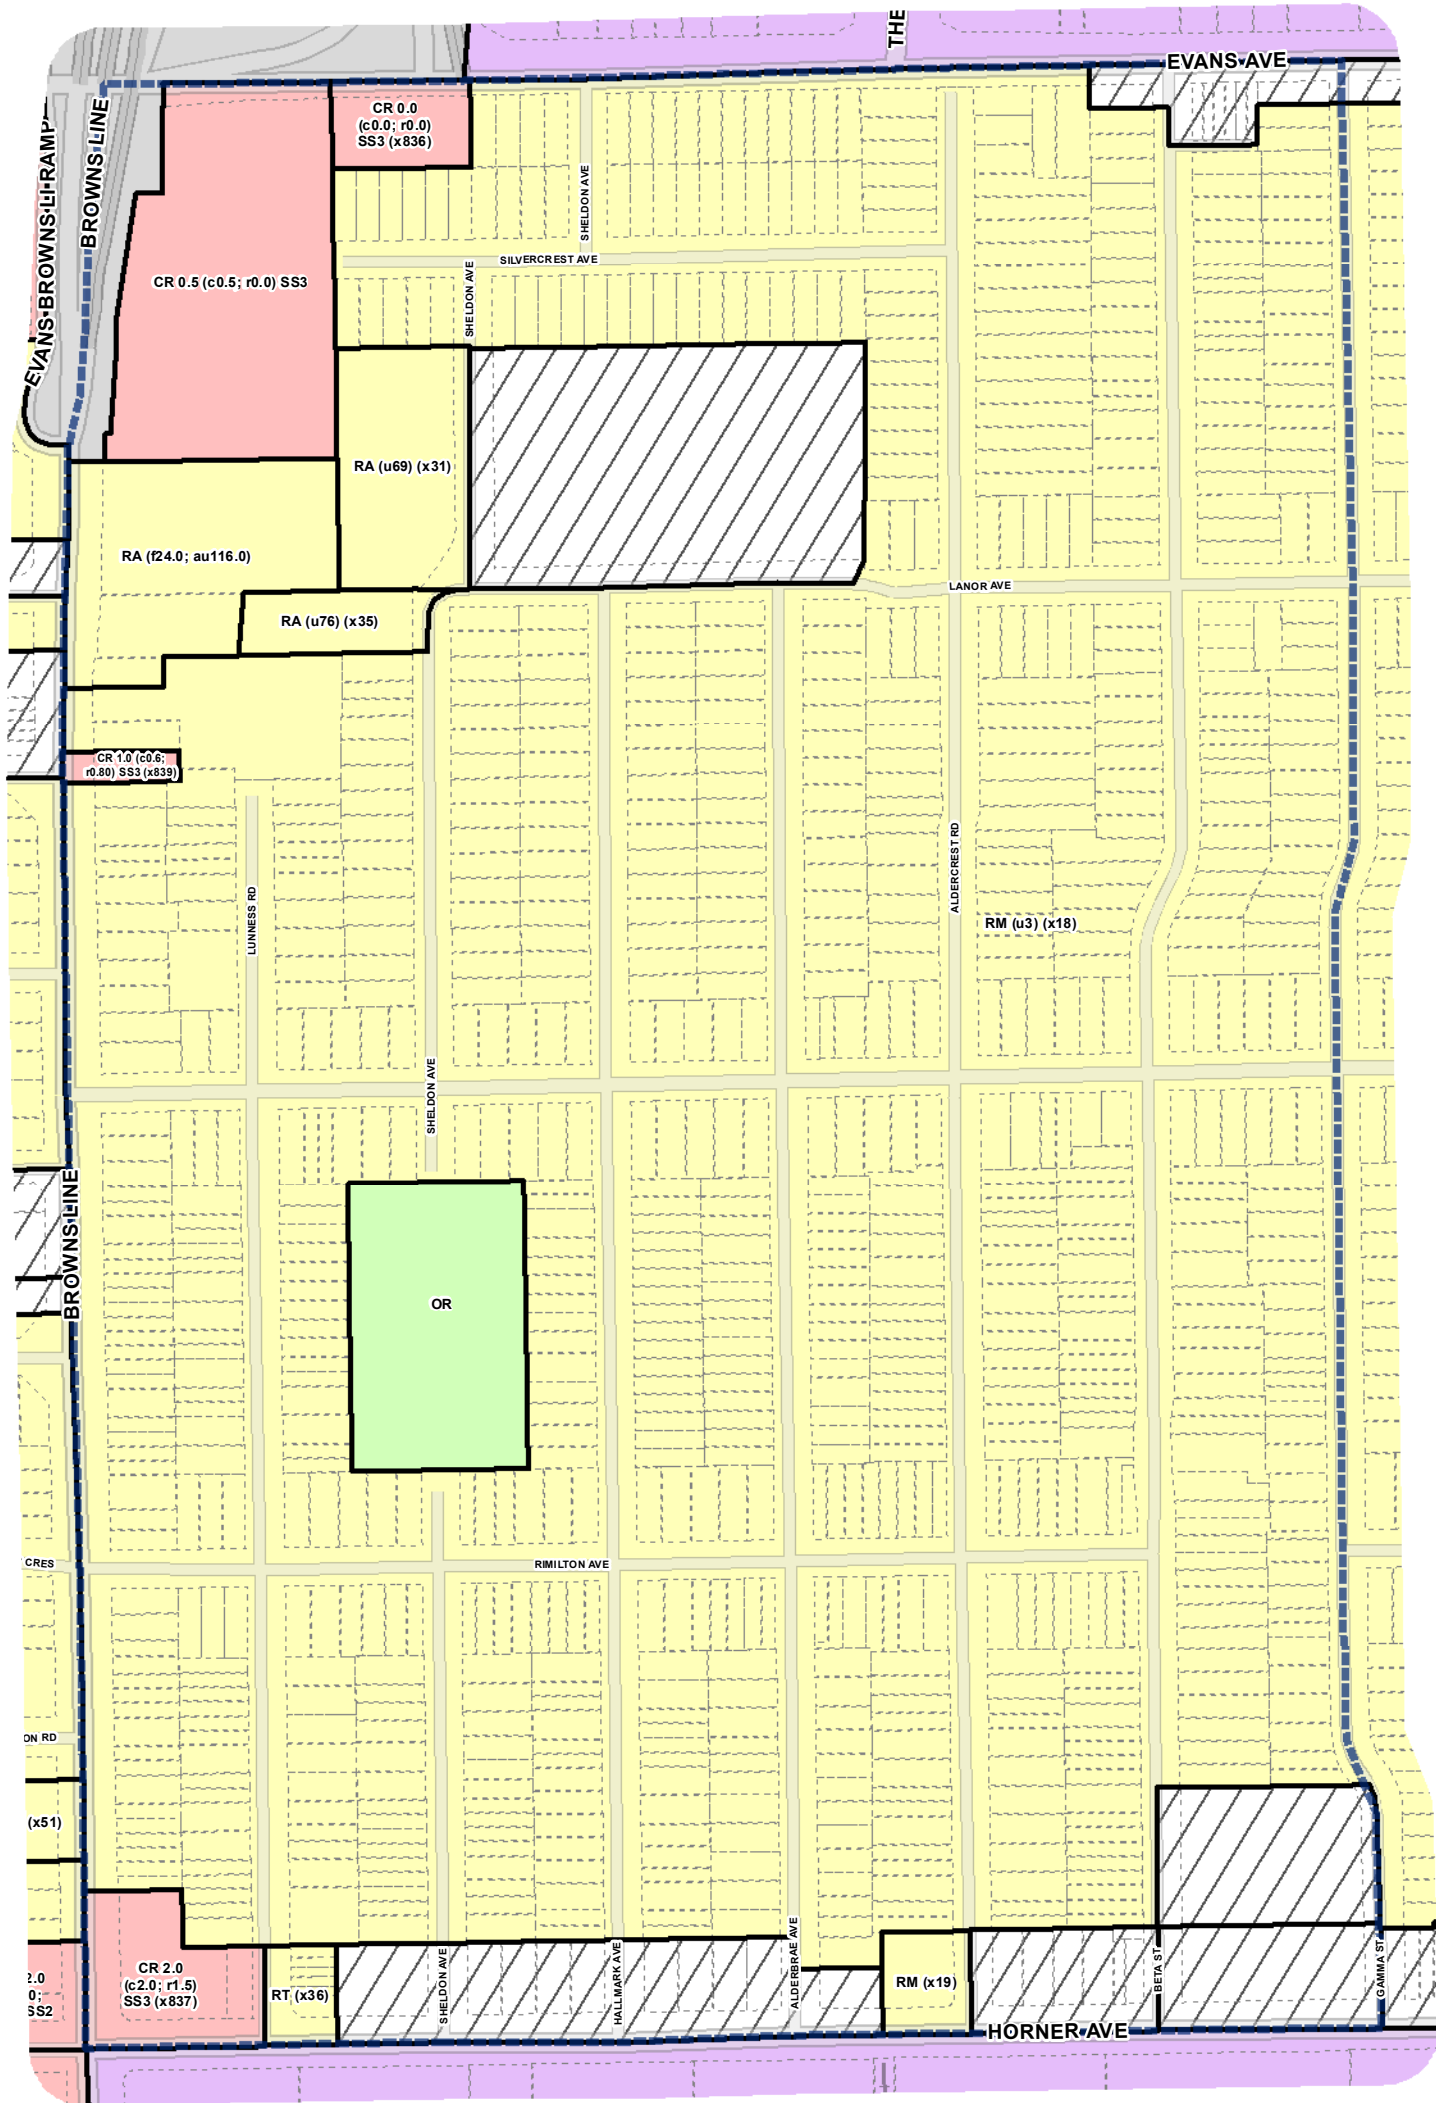 THE
EVANS AVE
EVANS-BROWNS-LI RAMP
BROWNS LINE
CR 0.0
(c0.0; r0.0)
SS3 (x836)
SHELDON AVE
SILVERCREST AVE
SHELDON AVE
CR 0.5 (c0.5; r0.0) SS3
RA (u69) (x31)
RA (f24.0; au116.0)
LANOR AVE
RA (u76) (x35)
CR 1.0 (c0.6;
r0.80) SS3 (x839)
LUNNESS RD
ALDERCREST RD
RM (u3) (x18)
SHELDON AVE
BROWNS LINE
OR
CRES
RIMILTON AVE
ON RD
(x51)
2.0
0;
SS2
CR 2.0
(c2.0; r1.5)
SS3 (x837)
RT (x36)
SHELDON AVE
HALLMARK AVE
ALDERBRAE AVE
RM (x19)
BETA ST
GAMMA ST
HORNER AVE